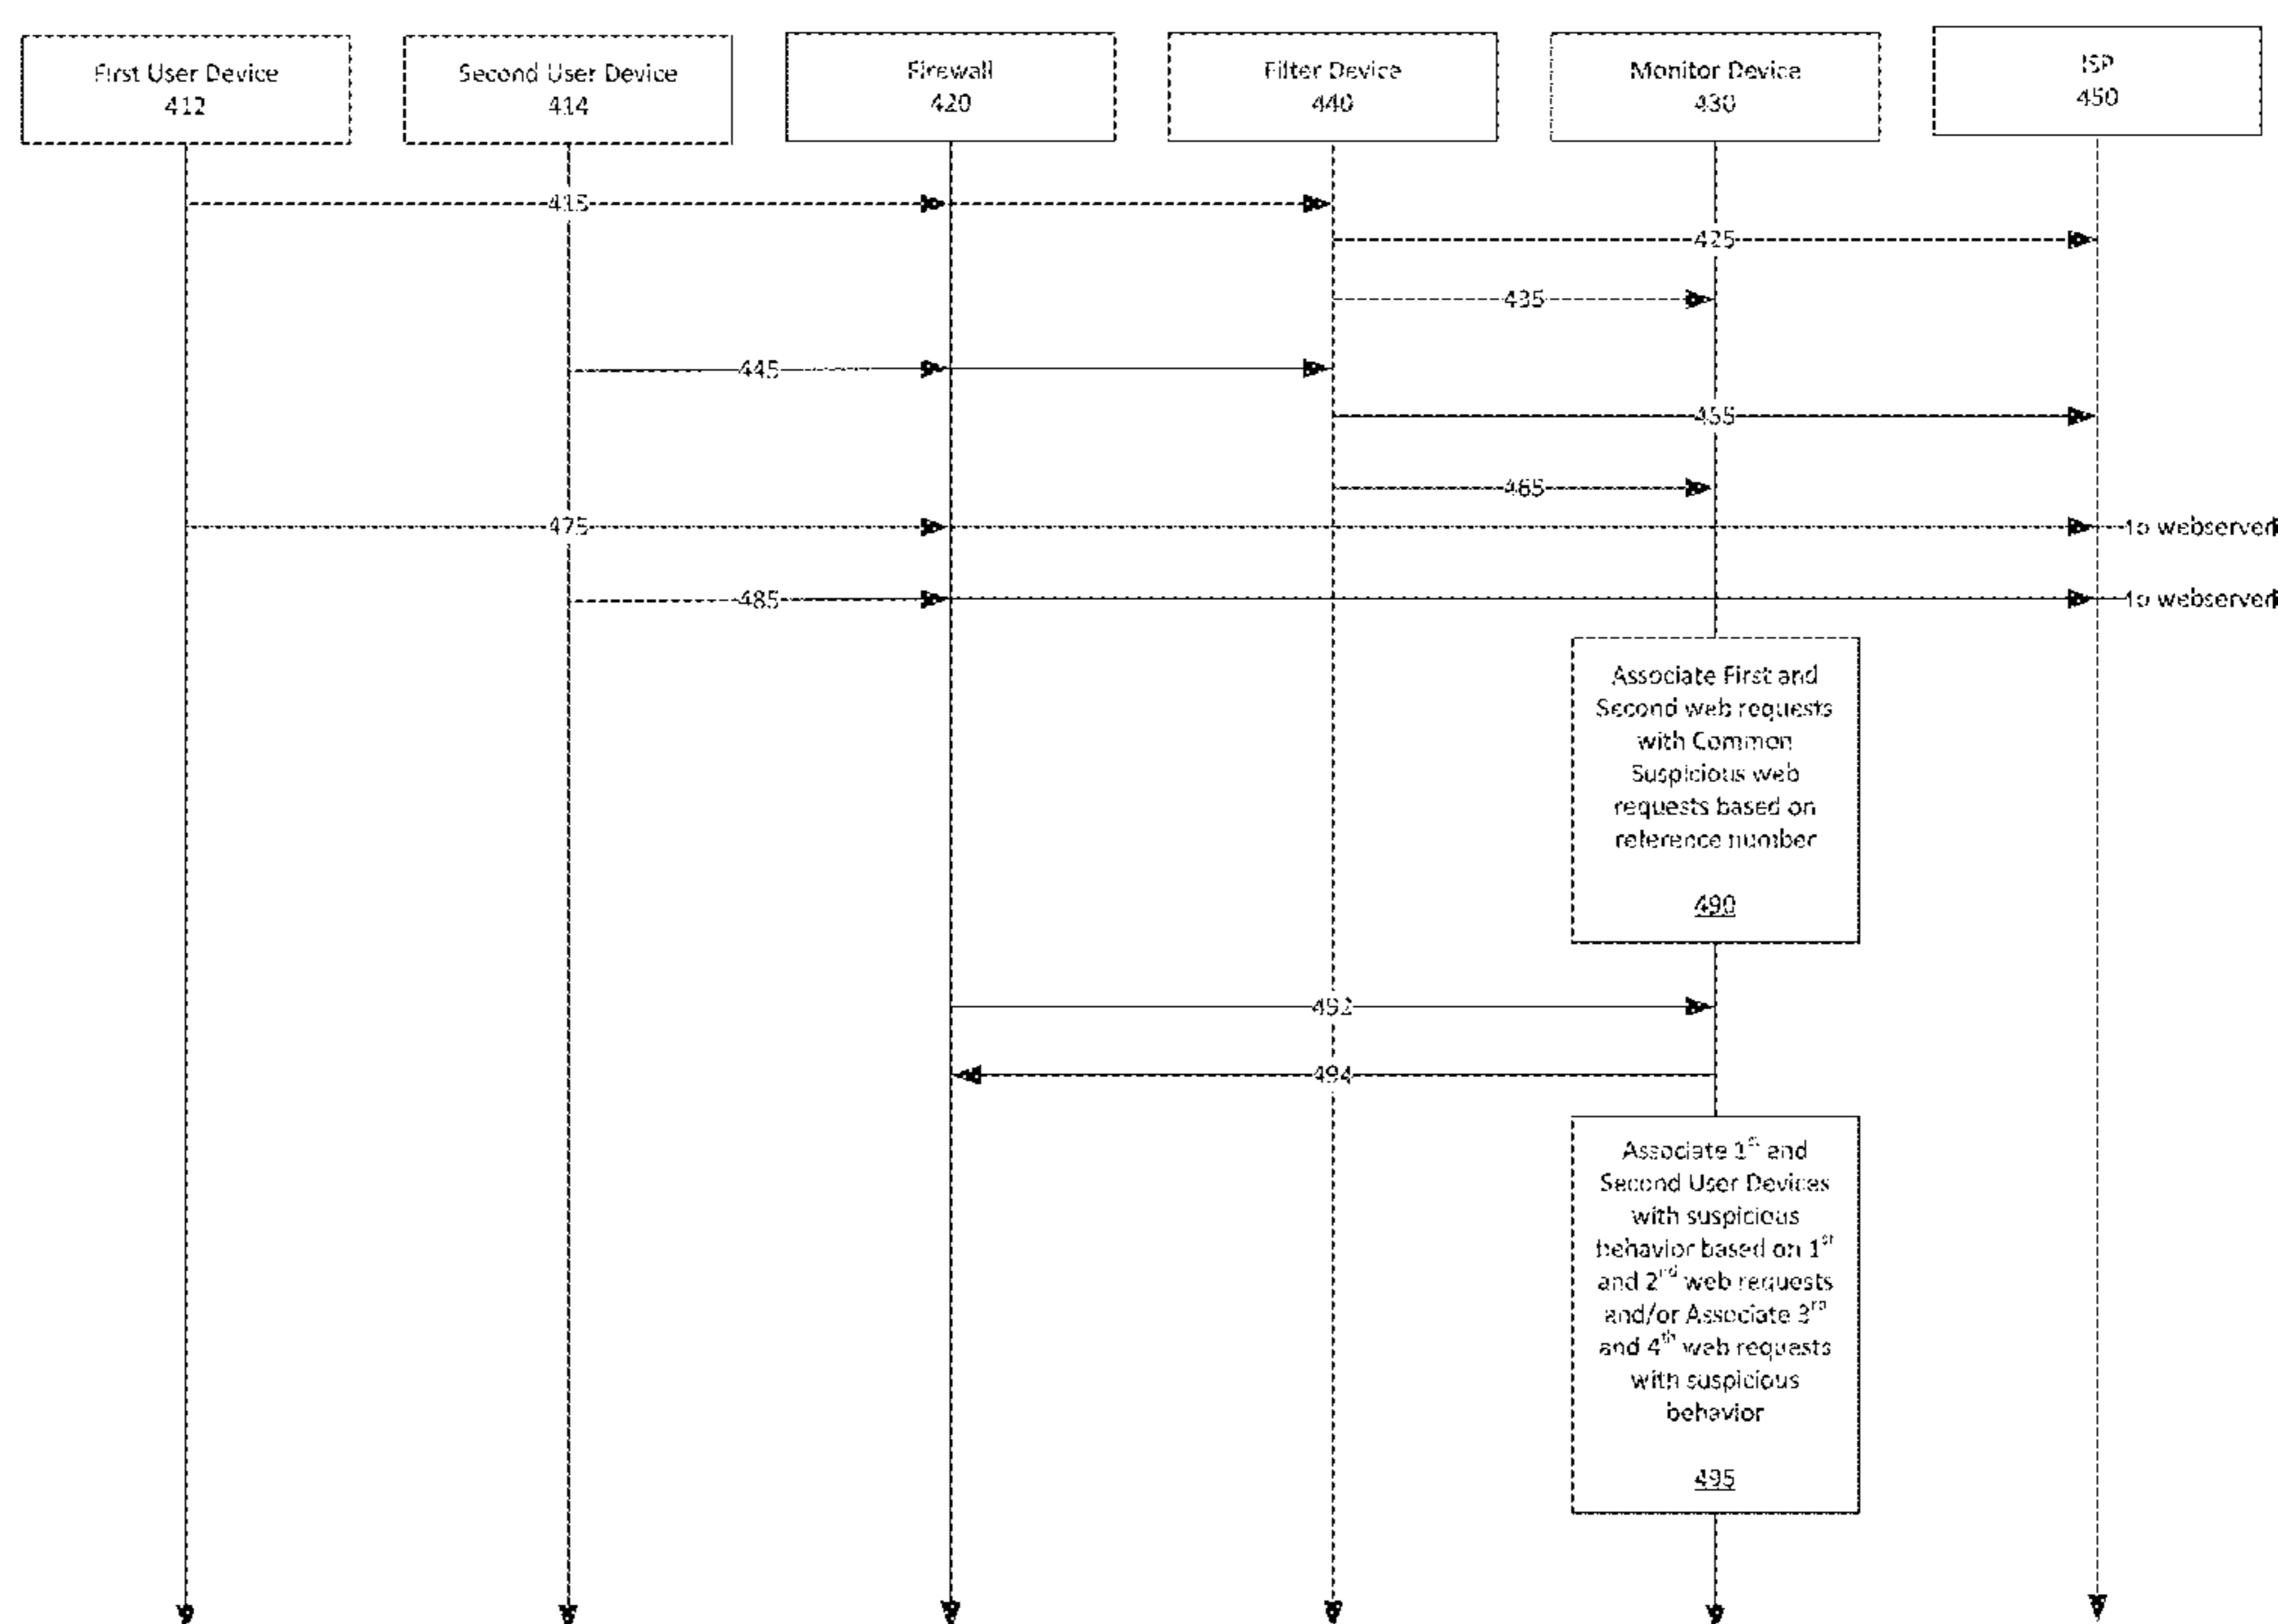 First User Device
412
Second User Device
414
Firewall
420
Filter Device
440
Monitor Device
430
ISP
450
415
425
435
445
455
465
475
to webserver
485
to webserver
Associate First and
Second web requests
with Common
Suspicious web
requests based on
reference number
490
492
494
Associate 1st and
Second User Devices
with suspicious
behavior based on 1st
and 2nd web requests
and/or Associate 3rd
and 4th web requests
with suspicious
behavior
495